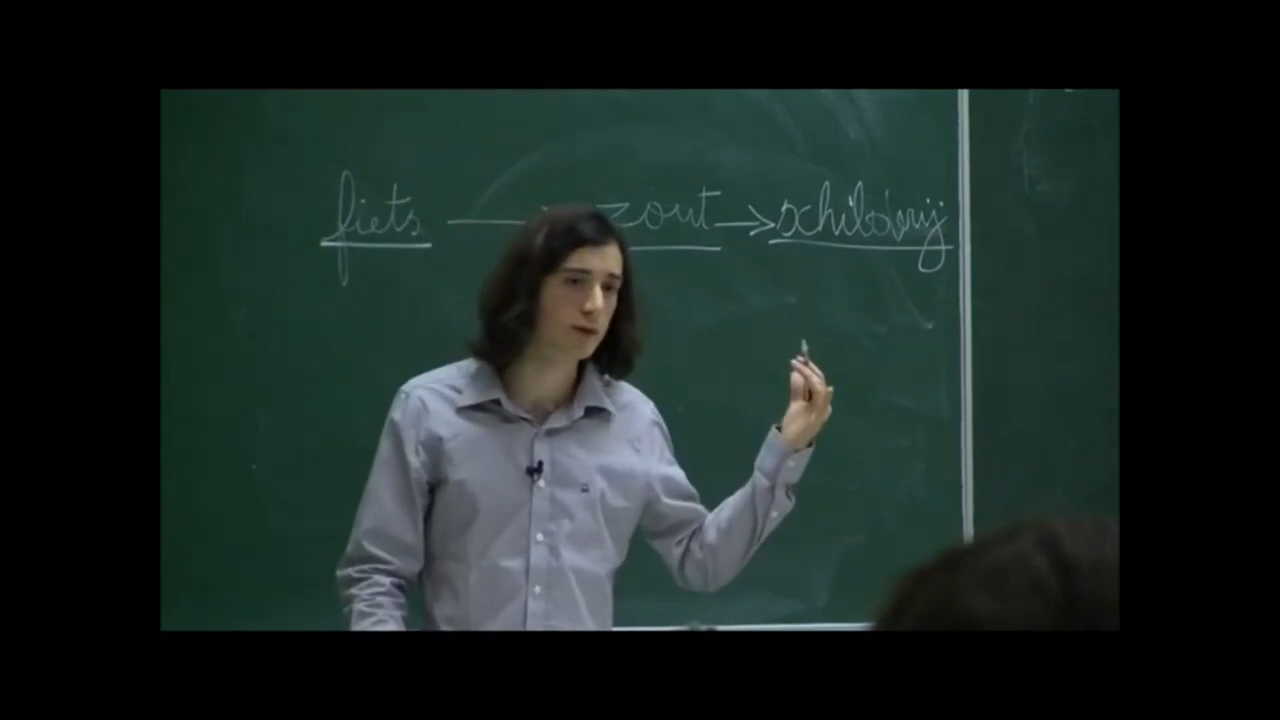 fiets → zout → schilderij